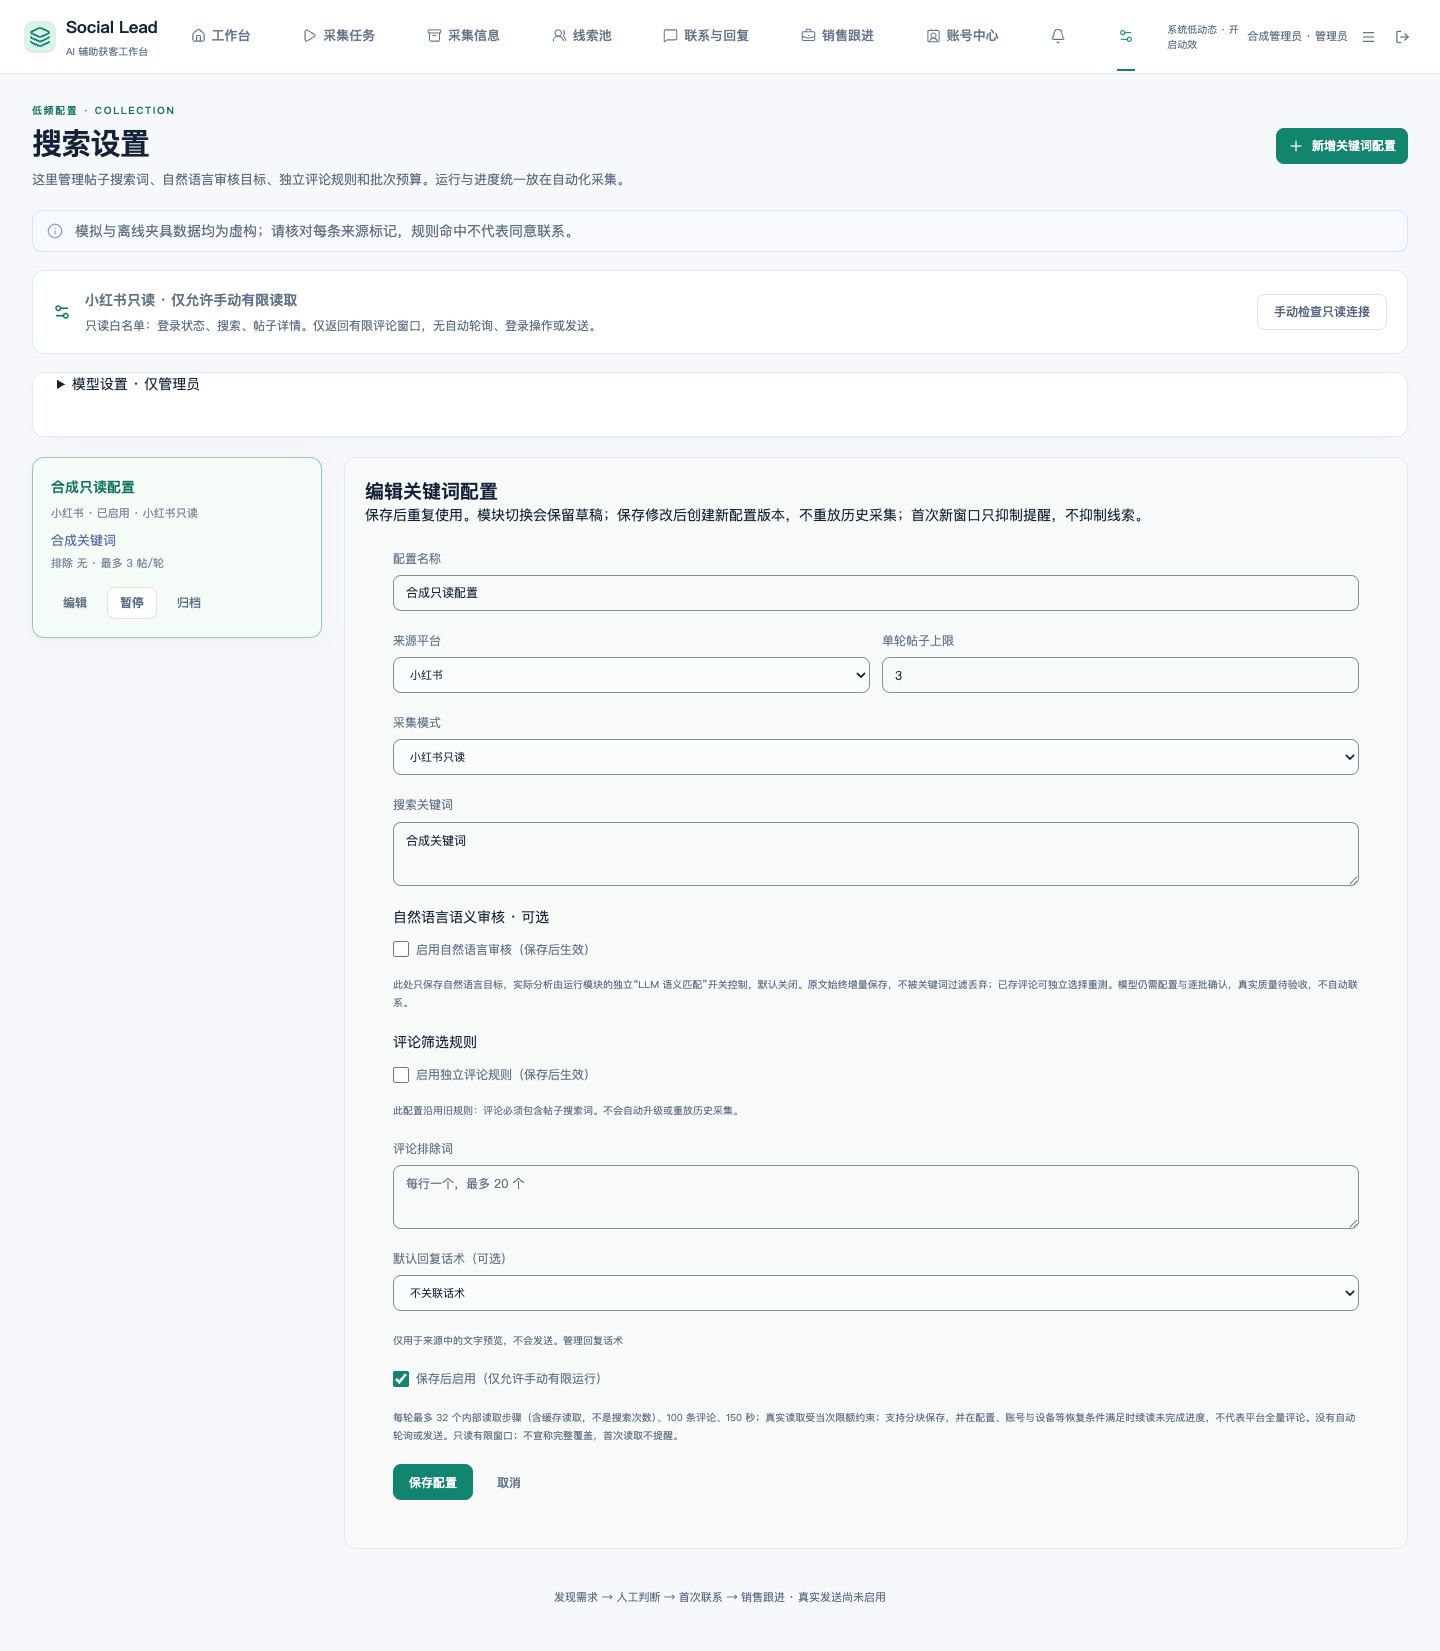 Social Lead
AI 辅助获客工作台
工作台
采集任务
采集信息
线索池
联系与回复
销售跟进
账号中心
系统低动态 · 开
启动效
合成管理员 · 管理员
低频配置 · COLLECTION
搜索设置
新增关键词配置
这里管理帖子搜索词、自然语言审核目标、独立评论规则和批次预算。运行与进度统一放在自动化采集。
模拟与离线夹具数据均为虚构；请核对每条来源标记，规则命中不代表同意联系。
小红书只读 · 仅允许手动有限读取
只读白名单：登录状态、搜索、帖子详情。仅返回有限评论窗口，无自动轮询、登录操作或发送。
手动检查只读连接
模型设置 · 仅管理员
合成只读配置
小红书 · 已启用 · 小红书只读
合成关键词
排除 无 · 最多 3 帖/轮
编辑
暂停
归档
编辑关键词配置
保存后重复使用。模块切换会保留草稿；保存修改后创建新配置版本，不重放历史采集；首次新窗口只抑制提醒，不抑制线索。
配置名称
合成只读配置
来源平台
单轮帖子上限
小红书
3
采集模式
小红书只读
搜索关键词
合成关键词
自然语言语义审核 · 可选
启用自然语言审核（保存后生效）
此处只保存自然语言目标，实际分析由运行模块的独立“LLM 语义匹配”开关控制，默认关闭。原文始终增量保存，不被关键词过滤丢弃；已存评论可独立选择重测。模型仍需配置与逐批确认，真实质量待验收，不自动联
系。
评论筛选规则
启用独立评论规则（保存后生效）
此配置沿用旧规则：评论必须包含帖子搜索词。不会自动升级或重放历史采集。
评论排除词
每行一个，最多 20 个
默认回复话术（可选）
不关联话术
仅用于来源中的文字预览，不会发送。管理回复话术
保存后启用（仅允许手动有限运行）
每轮最多 32 个内部读取步骤（含缓存读取，不是搜索次数）、100 条评论、150 秒；真实读取受当次限额约束；支持分块保存，并在配置、账号与设备等恢复条件满足时续读未完成进度，不代表平台全量评论。没有自动
轮询或发送。只读有限窗口；不宣称完整覆盖，首次读取不提醒。
保存配置
取消
发现需求 → 人工判断 → 首次联系 → 销售跟进 · 真实发送尚未启用